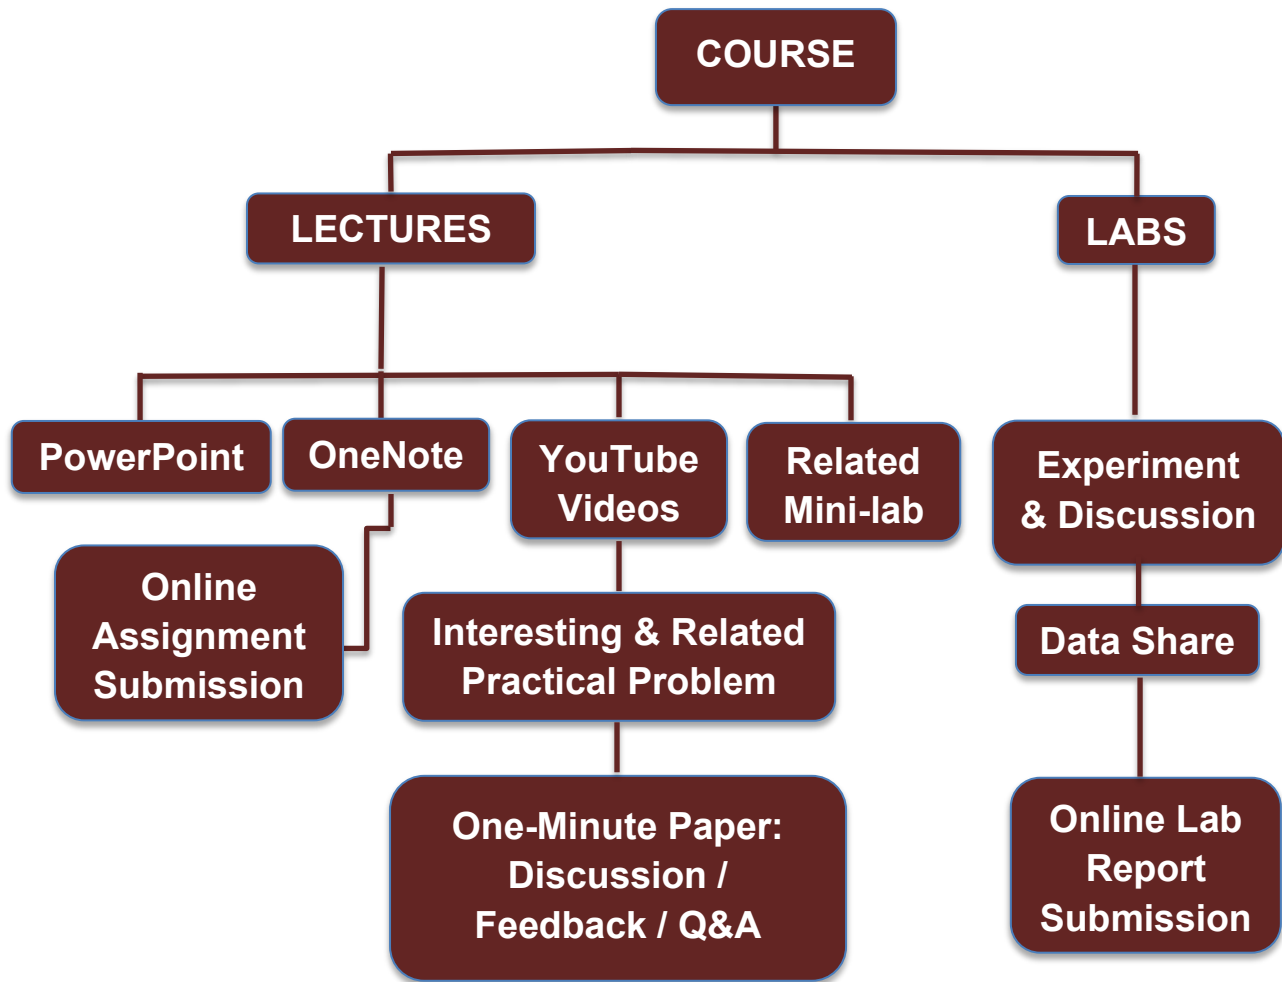 COURSE
LECTURES
LABS
PowerPoint
OneNote
YouTube
Videos
Related
Mini-lab
Experiment
& Discussion
Online
Assignment
Submission
Interesting & Related
Practical Problem
Data Share
One-Minute Paper:
Discussion /
Feedback / Q&A
Online Lab
Report
Submission